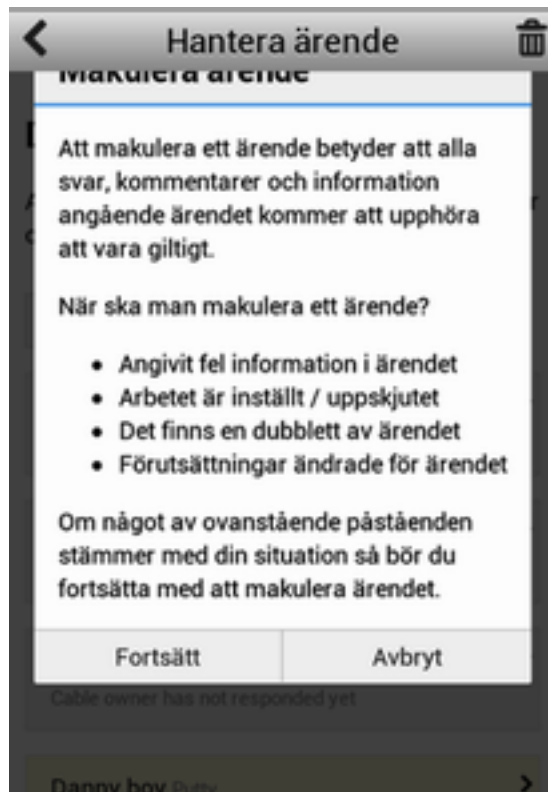 Hantera ärende
Makulera ärende
Att makulera ett ärende betyder att alla
svar, kommentarer och information
angående ärendet kommer att upphöra
att vara giltigt.
När ska man makulera ett ärende?
• Angivit fel information i ärendet
• Arbetet är inställt / uppskjutet
• Det finns en dubblett av ärendet
• Förutsättningar ändrade för ärendet
Om något av ovanstående påståenden
stämmer med din situation så bör du
fortsätta med att makulera ärendet.
Fortsätt Avbryt
Cable owner has not responded yet
Danny boy Putty